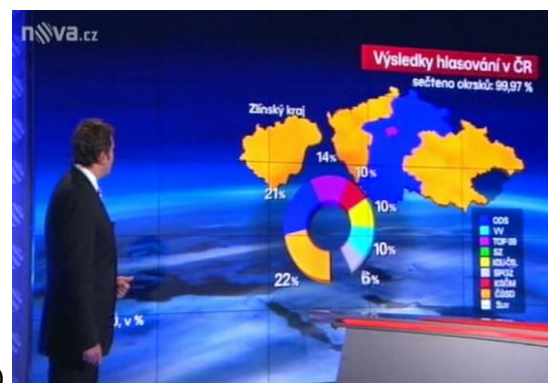 nova.cz
Výsledky hlasování v ČR
sečteno okrsků: 99,97 %
Zlínský kraj
14%
10%
21%
10%
10%
22%
6%
ODS
VV
TOP 09
SZ
KDU-ČSL
SPOZ
KSČM
ČSSD
, v %